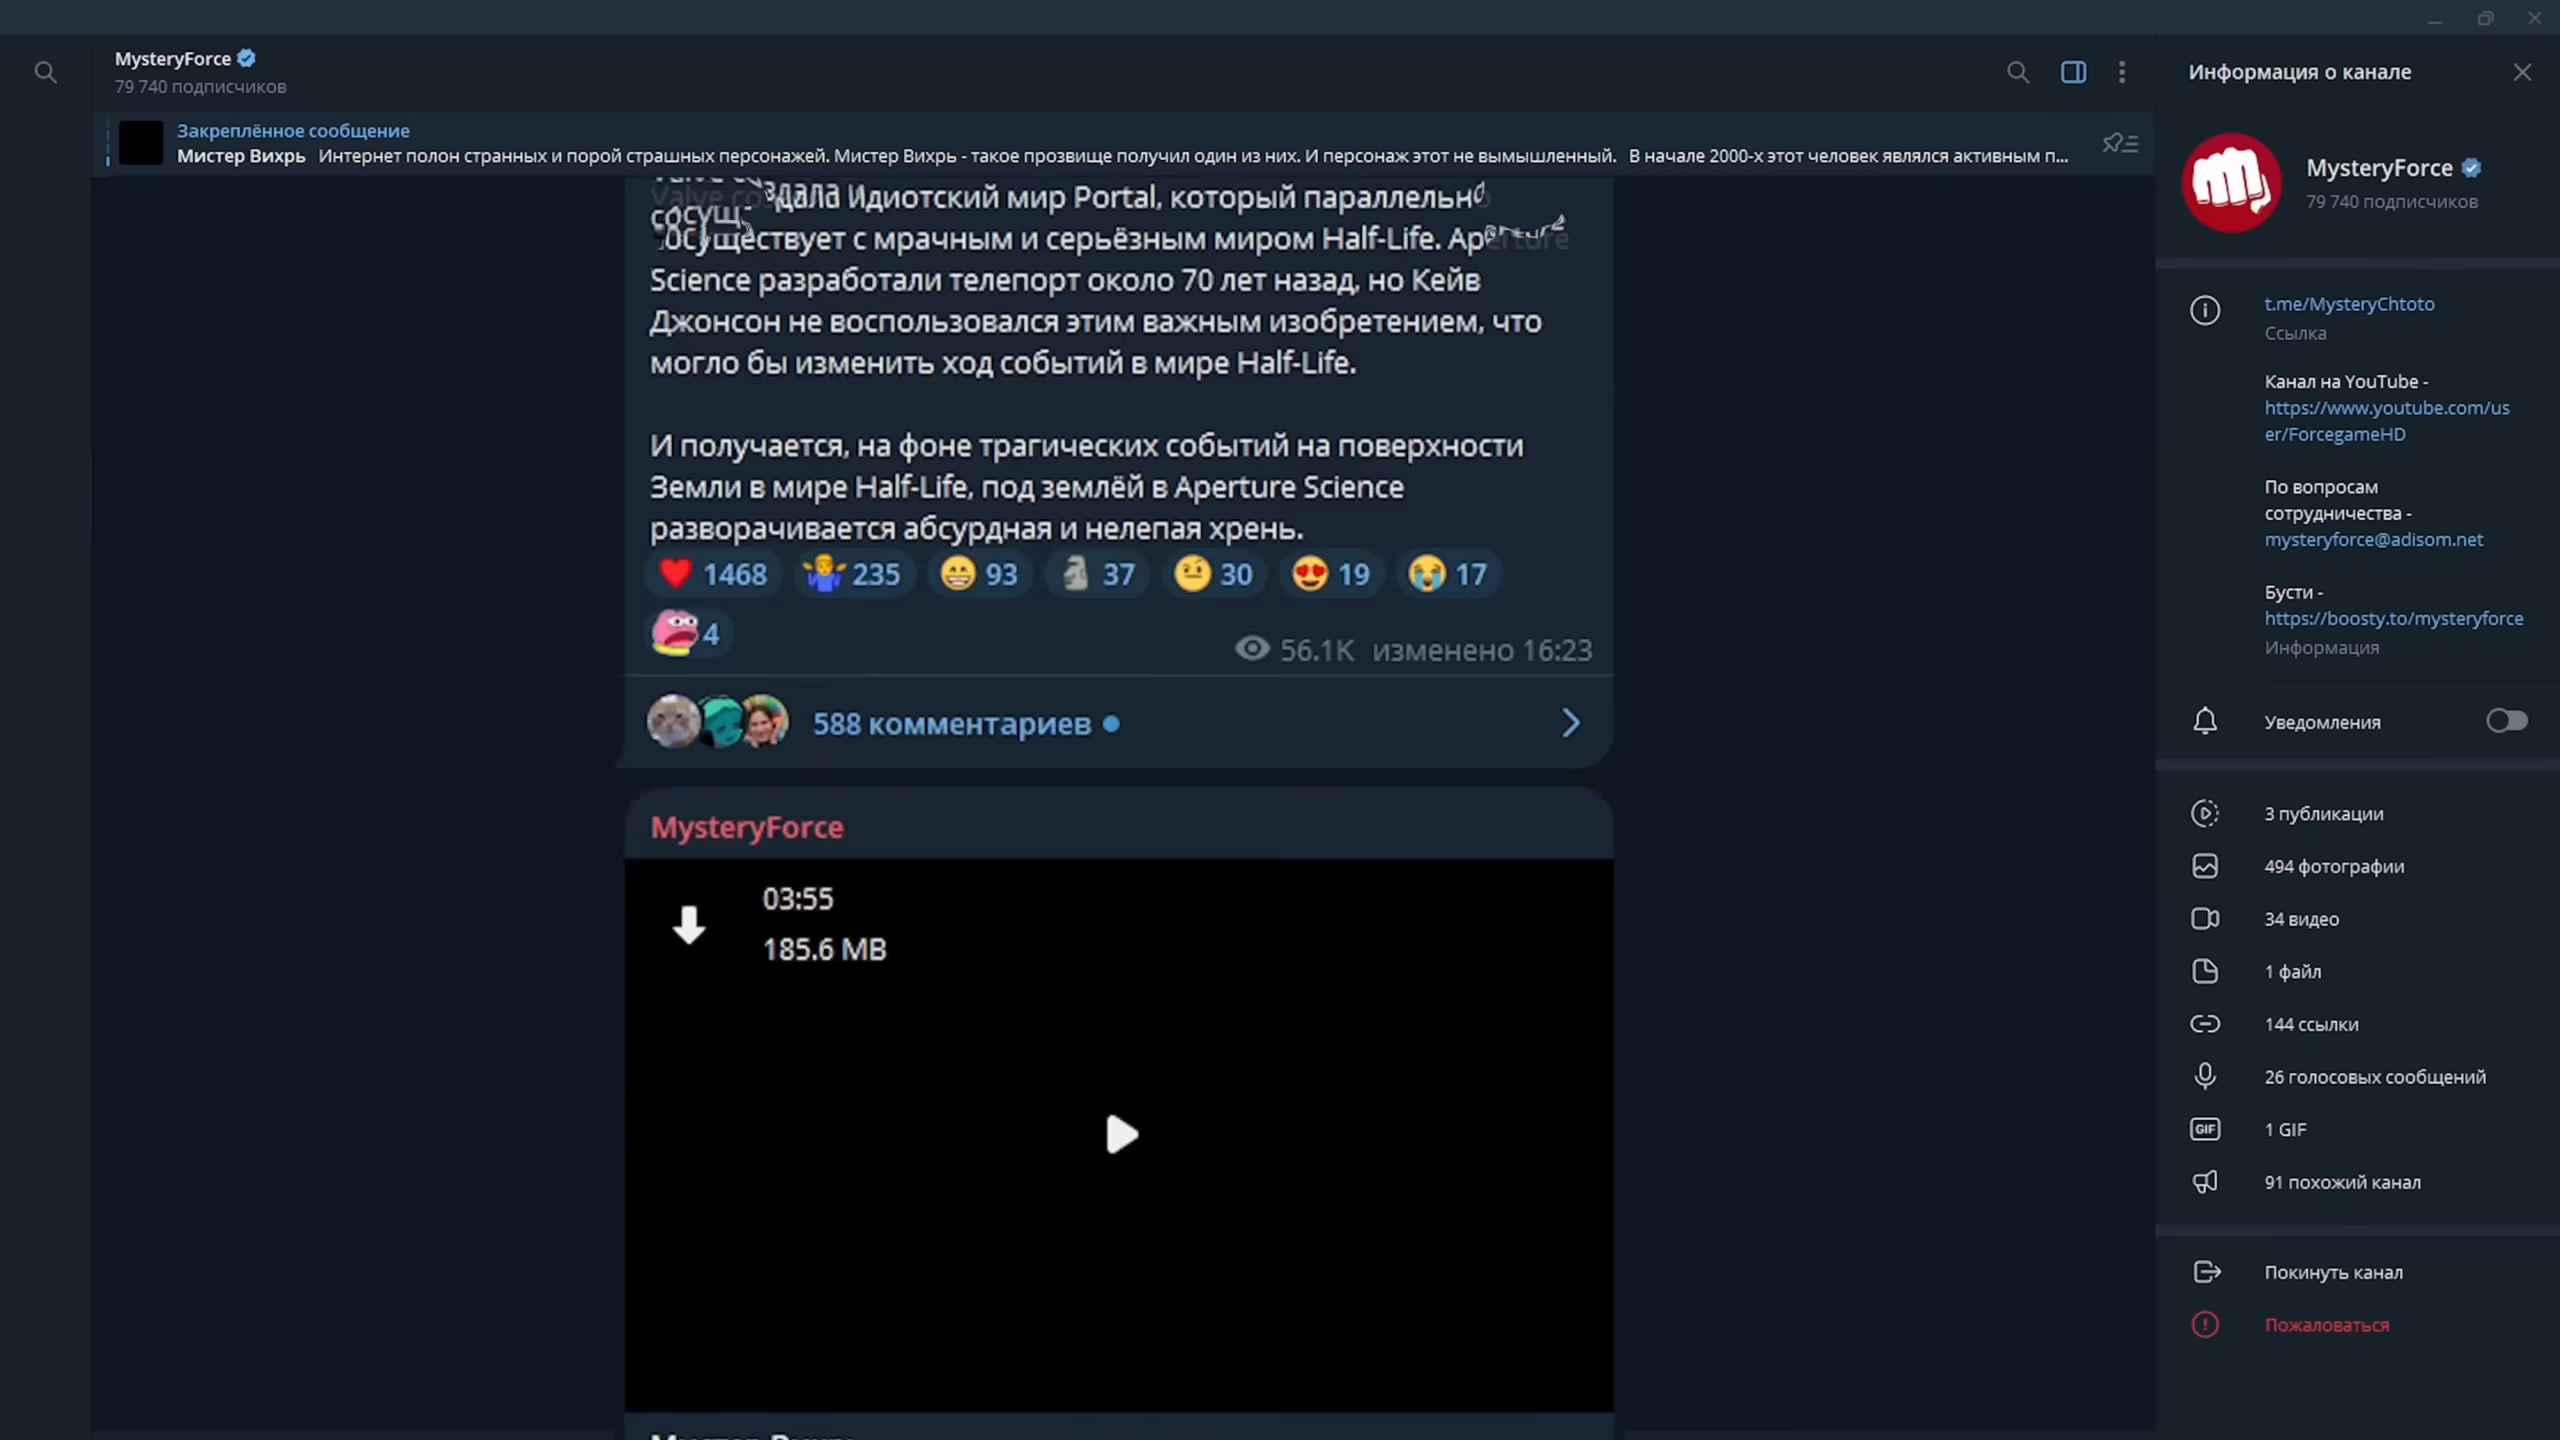 MysteryForce
79 740 подписчиков
Закреплённое сообщение
Мистер Вихрь Интернет полон странных и порой страшных персонажей. Мистер Вихрь - такое прозвище получил один из них. И персонаж этот не вымышленный. В начале 2000-х этот человек являлся активным п...
Valve создала Идиотский мир Portal, который параллельно
сосуществует с мрачным и серьёзным миром Half-Life. Aperture
Science разработали телепорт около 70 лет назад, но Кейв
Джонсон не воспользовался этим важным изобретением, что
могло бы изменить ход событий в мире Half-Life.
И получается, на фоне трагических событий на поверхности
Земли в мире Half-Life, под землёй в Aperture Science
разворачивается абсурдная и нелепая хрень.
1468 235 93 37 30 19 17
4
56.1K изменено 16:23
588 комментариев
MysteryForce
03:55
185.6 MB
Мистер Вихрь
Информация о канале
MysteryForce
79 740 подписчиков
t.me/MysteryChtoto
Ссылка
Канал на YouTube -
https://www.youtube.com/us
er/ForcegameHD
По вопросам
сотрудничества -
mysteryforce@adisom.net
Бусти -
https://boosty.to/mysteryforce
Информация
Уведомления
3 публикации
494 фотографии
34 видео
1 файл
144 ссылки
26 голосовых сообщений
GIF 1 GIF
91 похожий канал
Покинуть канал
Пожаловаться